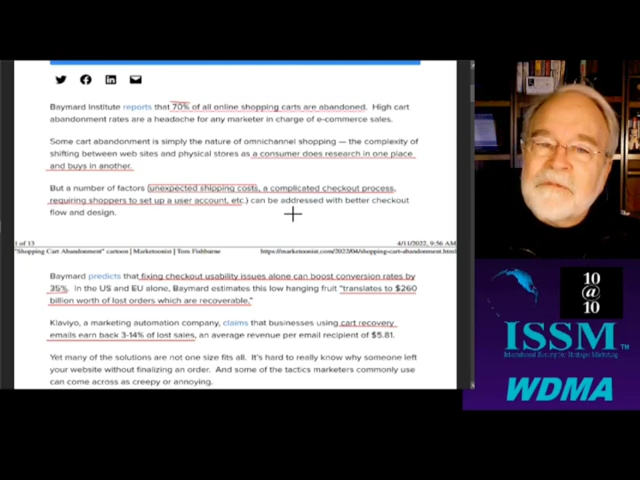 Baymard Institute reports that 70% of all online shopping carts are abandoned. High cart
abandonment rates are a headache for any marketer in charge of e-commerce sales.
Some cart abandonment is simply the nature of omnichannel shopping — the complexity of
shifting between web sites and physical stores as a consumer does research in one place
and buys in another.
But a number of factors (unexpected shipping costs, a complicated checkout process,
requiring shoppers to set up a user account, etc.) can be addressed with better checkout
flow and design.
1 of 13
4/11/2022, 9:56 AM
"Shopping Cart Abandonment" cartoon | Marketoonist | Tom Fishburne
https://marketoonist.com/2022/04/shopping-cart-abandonment.html
Baymard predicts that fixing checkout usability issues alone can boost conversion rates by
35%. In the US and EU alone, Baymard estimates this low hanging fruit "translates to $260
billion worth of lost orders which are recoverable."
Klaviyo, a marketing automation company, claims that businesses using cart recovery
emails earn back 3-14% of lost sales, an average revenue per email recipient of $5.81.
Yet many of the solutions are not one size fits all. It's hard to really know why someone left
your website without finalizing an order. And some of the tactics marketers commonly use
can come across as creepy or annoying.
10
@
10
ISSM
International Society for Strategic Marketing
WDMA